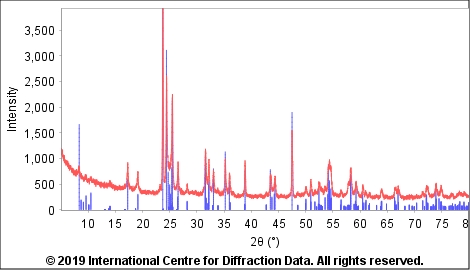 3,500
3,000
2,500
2,000
1,500
1,000
500
0
Intensity
10 15 20 25 30 35 40 45 50 55 60 65 70 75 80
2θ (°)
© 2019 International Centre for Diffraction Data. All rights reserved.